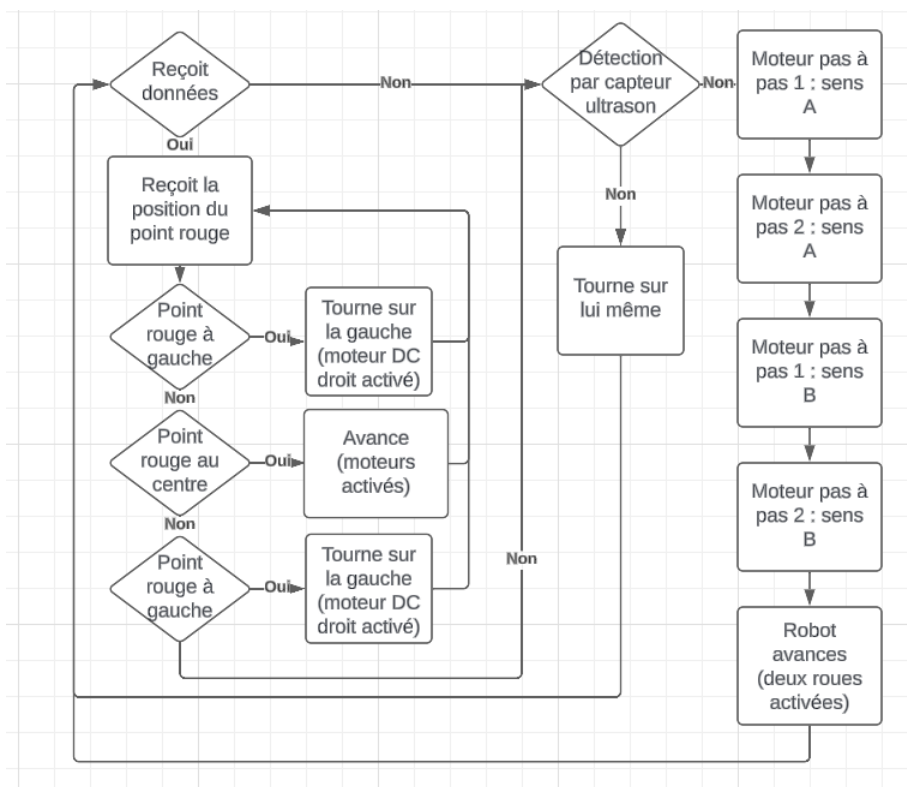 Reçoit
données
Non
Oui
Reçoit la
position du
point rouge
Point
rouge à
gauche
Oui
Tourne sur
la gauche
(moteur DC
droit activé)
Non
Point
rouge au
centre
Oui
Avance
(moteurs
activés)
Non
Point
rouge à
gauche
Oui
Tourne sur
la gauche
(moteur DC
droit activé)
Non
Détection
par capteur
ultrason
Non
Non
Tourne sur
lui même
Moteur pas à
pas 1 : sens
A
Moteur pas à
pas 2 : sens
A
Moteur pas à
pas 1 : sens
B
Moteur pas à
pas 2 : sens
B
Robot
avances
(deux roues
activées)